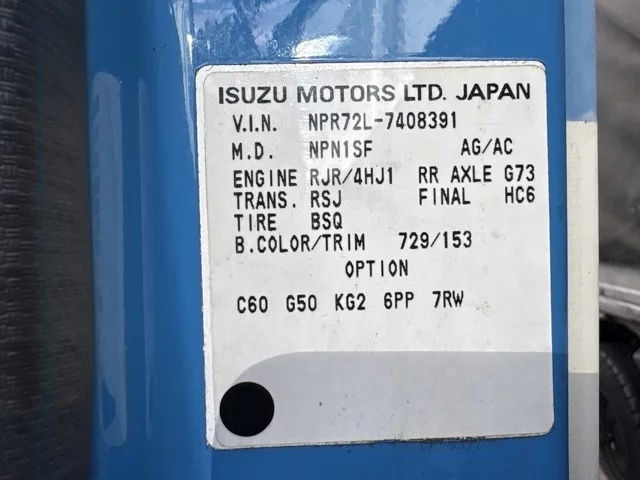 ISUZU MOTORS LTD. JAPAN
V.I.N. NPR72L-7408391
M.D. NPN1SF AG/AC
ENGINE RJR/4HJ1 RR AXLE G73
TRANS. RSJ FINAL HC6
TIRE BSQ
B.COLOR/TRIM 729/153
OPTION
C60 G50 KG2 6PP 7RW